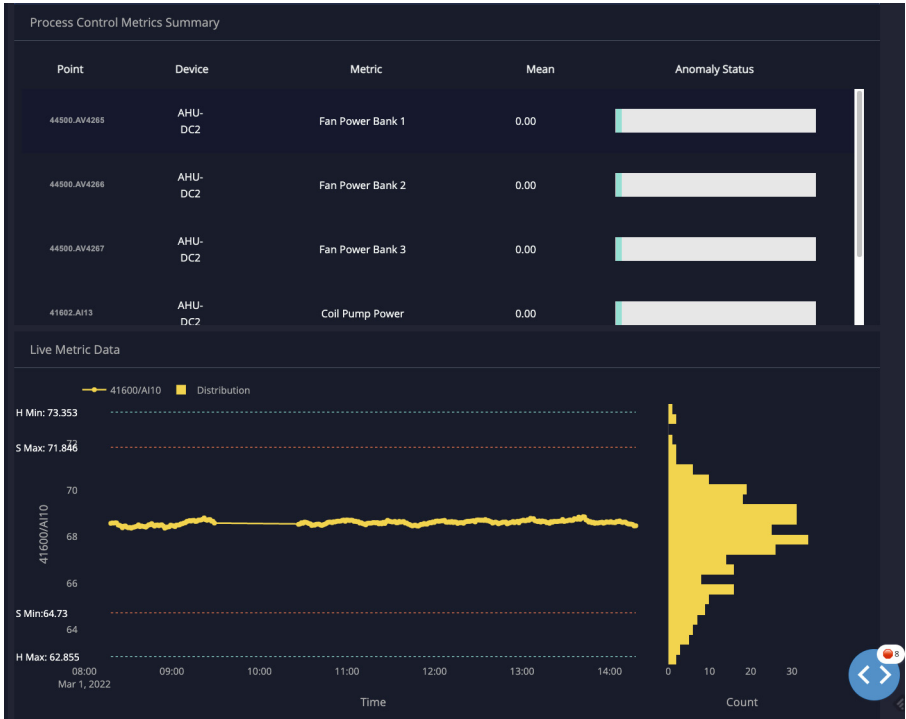 Process Control Metrics Summary
Point Device Metric Mean Anomaly Status
44500.AV4265 AHU-DC2 Fan Power Bank 1 0.00
44500.AV4266 AHU-DC2 Fan Power Bank 2 0.00
44500.AV4267 AHU-DC2 Fan Power Bank 3 0.00
41602.AI13 AHU-DC2 Coil Pump Power 0.00
Live Metric Data
41600/AI10 Distribution
H Min: 73.353
72
S Max: 71.846
70
41600/AI10
68
66
S Min:64.73
64
H Max: 62.855
08:00 09:00 10:00 11:00 12:00 13:00 14:00
Mar 1, 2022
Time
0 10 20 30
Count
8